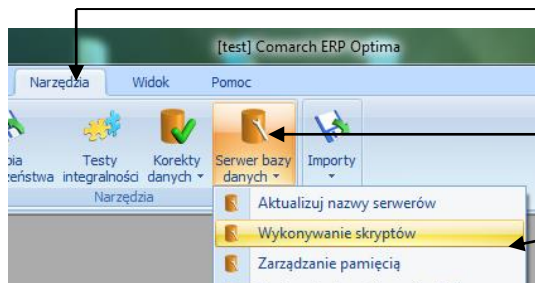 [test] Comarch ERP Optima
Narzędzia Widok Pomoc
Testy Korekty Serwer bazy Importy
integralności danych danych
Narzędzia
Aktualizuj nazwy serwerów
Wykonywanie skryptów
Zarządzanie pamięcią